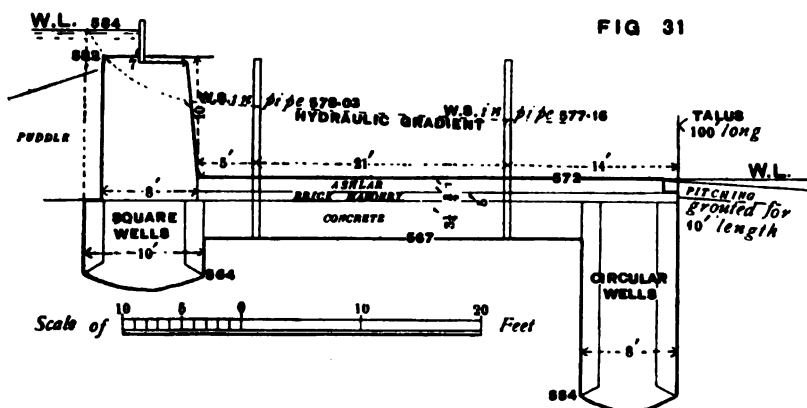 FIG 31
W.L. 584
582
7'
10'
W.S. in pipe 578·03
W.S. in pipe 577·16
HYDRAULIC GRADIENT
TALUS
100' long
PUDDLE
5'
21'
14'
W.L.
572
8'
ASHLAR
BRICK MASONRY
CONCRETE
PITCHING
grouted for
10' length
SQUARE
WELLS
10'
567
564
CIRCULAR
WELLS
10 5 0 10 20
Scale of Feet
8'
554